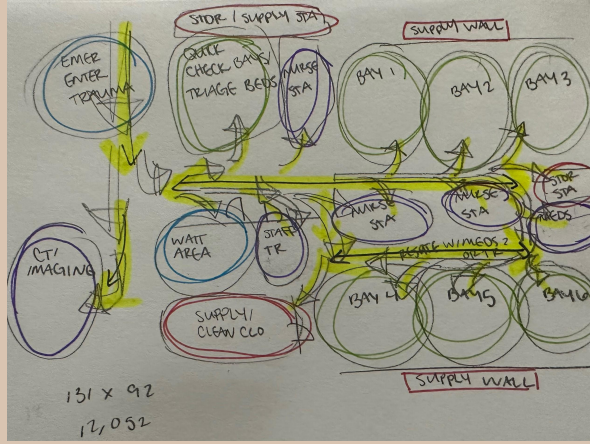 STOR / SUPPLY STA
SUPPLY WALL
EMER
ENTER
TRAUMA
QUICK
CHECK BAYS/
TRIAGE BEDS
NURSE
STA
BAY 1
BAY 2
BAY 3
STOR
STA
NURSE
STA
NURSE
STA
MEDS
WAIT
AREA
STAFF
TR
W/MEDS
CT/
IMAGING
SUPPLY/
CLEAN CLO
BAY 4
BAY 5
BAY 6
SUPPLY WALL
131 x 92
12,052